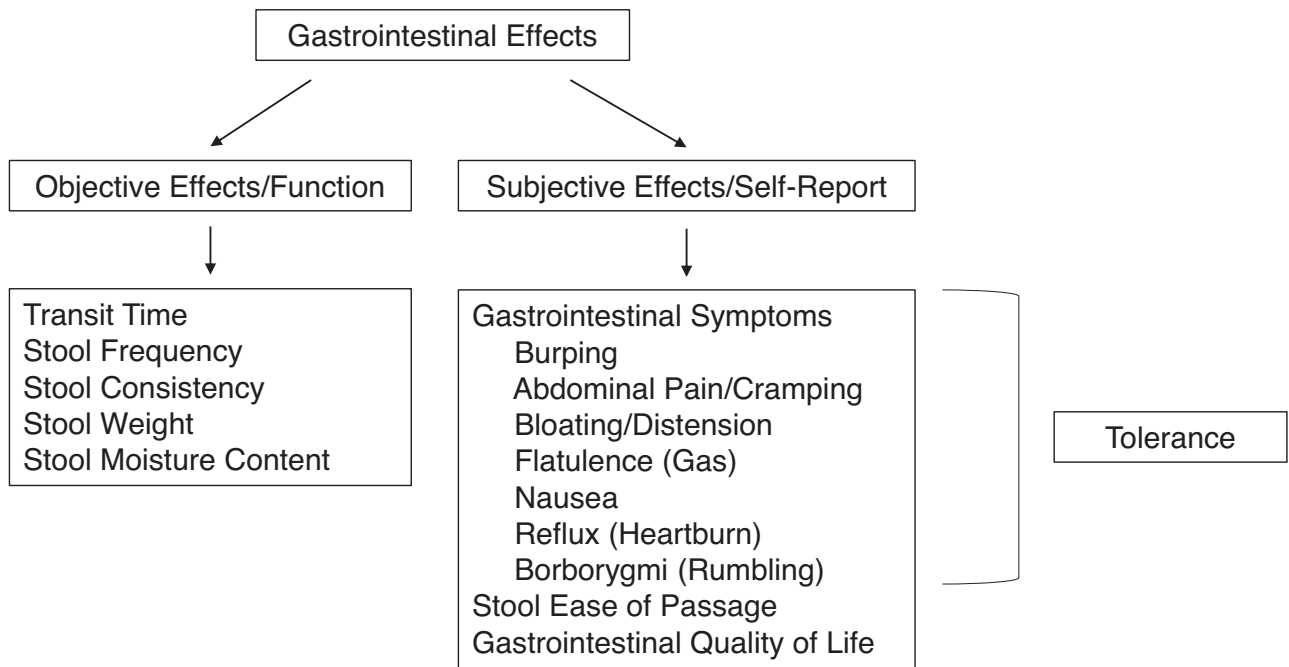 Gastrointestinal Effects
Objective Effects/Function
Subjective Effects/Self-Report
Transit Time
Stool Frequency
Stool Consistency
Stool Weight
Stool Moisture Content
Gastrointestinal Symptoms
Burping
Abdominal Pain/Cramping
Bloating/Distension
Flatulence (Gas)
Nausea
Reflux (Heartburn)
Borborygmi (Rumbling)
Stool Ease of Passage
Gastrointestinal Quality of Life
Tolerance